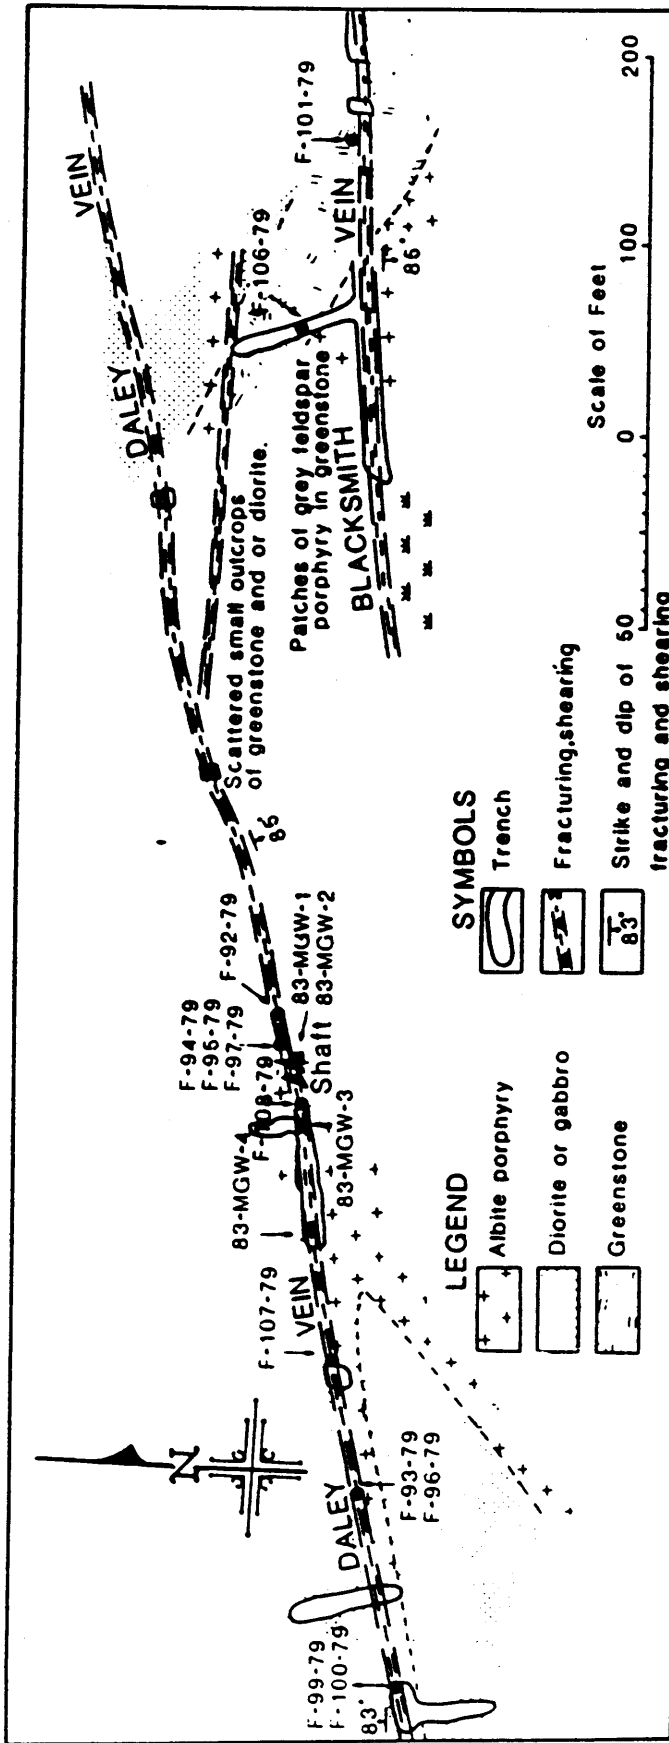 N
F-99-79
F-100-79
83°
DALEY
F-93-79
F-96-79
F-107-79
VEIN
83-MGW-4
F-108-79
83-MGW-3
F-94-79
F-95-79
F-97-79
Shaft
83-MGW-1
83-MGW-2
F-92-79
Scattered small outcrops
of greenstone and or diorite.
DALEY
VEIN
F-106-79
Patches of grey feldspar
porphyry in greenstone
BLACKSMITH
VEIN
F-101-79
86°
LEGEND
Albite porphyry
Diorite or gabbro
Greenstone
SYMBOLS
Trench
Fracturing,shearing
83°
Strike and dip of
fracturing and shearing
Scale of Feet
50
0
100
200